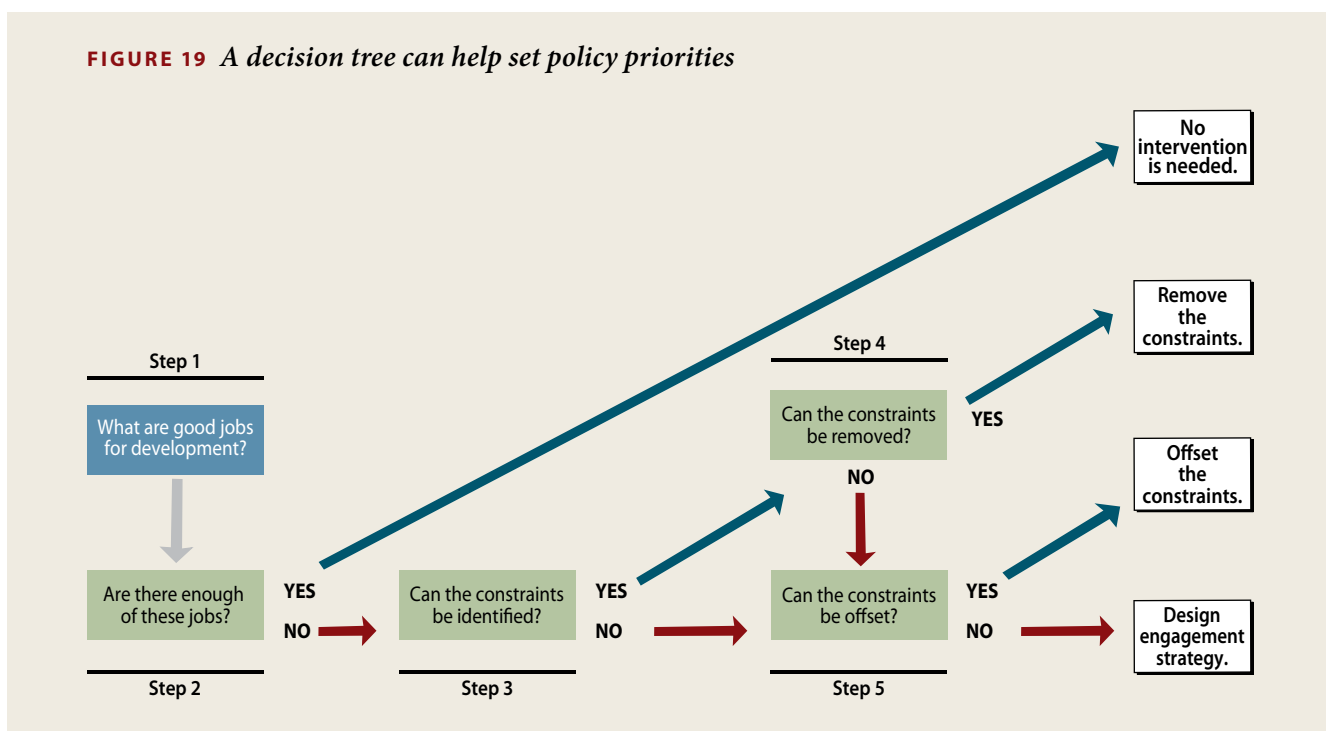 FIGURE 19 A decision tree can help set policy priorities
No
intervention
is needed.
Remove
the
constraints.
Step 4
Step 1
Can the constraints
be removed?
YES
What are good jobs
for development?
Offset
the
constraints.
NO
Are there enough
of these jobs?
YES
NO
Can the constraints
be identified?
YES
NO
Can the constraints
be offset?
YES
NO
Design
engagement
strategy.
Step 2
Step 3
Step 5